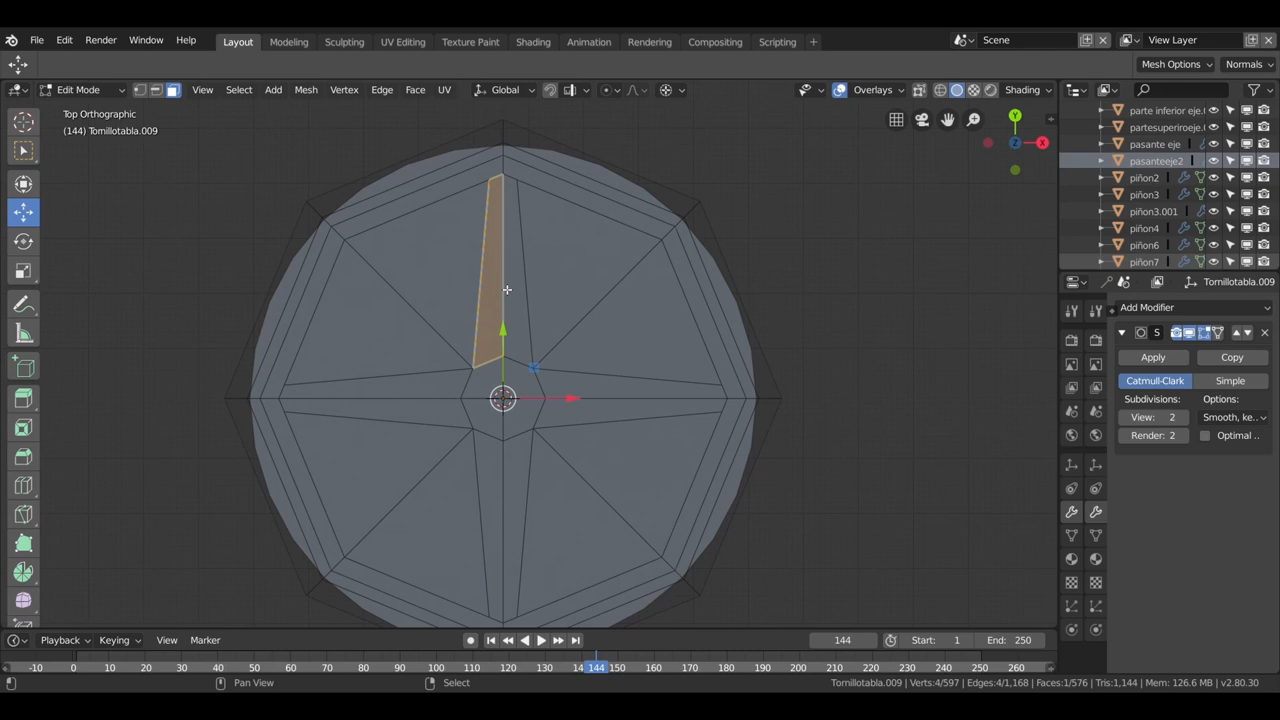 File Edit Render Window Help Layout Modeling Sculpting UV Editing Texture Paint Shading Animation Rendering Compositing Scripting + Scene View Layer
Mesh Options Normals
Edit Mode View Select Add Mesh Vertex Edge Face UV Global Overlays Shading
Top Orthographic
(144) Tornillotabla.009
Y
X
Z
parte inferior eje.
partesuperiroeje.
pasante eje
pasanteeje2
piñon2
piñon3
piñon3.001
piñon4
piñon6
piñon7
Tornillotabla.009
Add Modifier
S
Apply Copy
Catmull-Clark Simple
Subdivisions: Options:
View: 2 Smooth, ke..
Render: 2 Optimal ..
Playback Keying View Marker 144 Start: 1 End: 250
-10 0 10 20 30 40 50 60 70 80 90 100 110 120 130 14 144 150 160 170 180 190 200 210 220 230 240 250 260
Pan View Select Tornillotabla.009 | Verts:4/597 | Edges:4/1,168 | Faces:1/576 | Tris:1,144 | Mem: 126.6 MB | v2.80.30